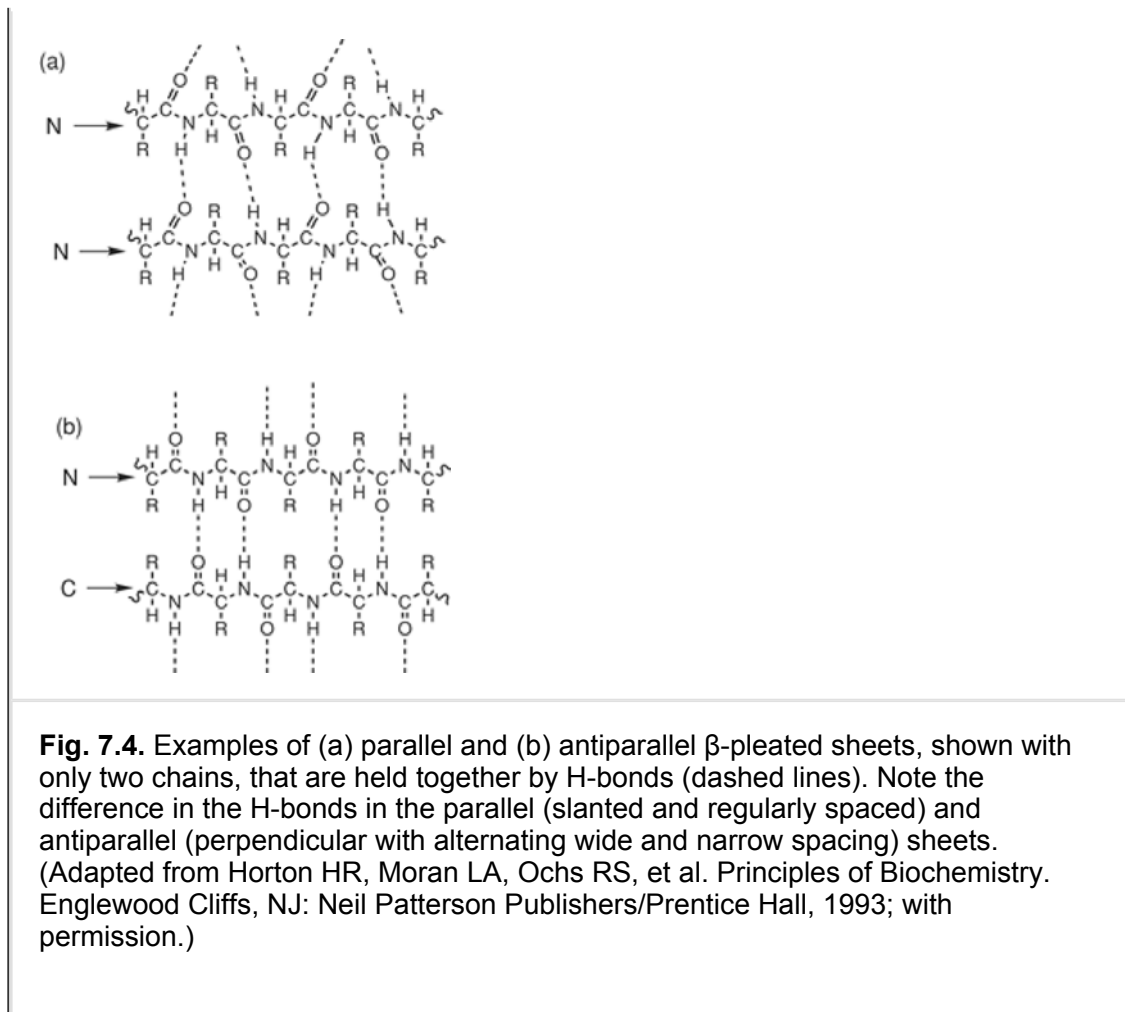 (a)
O R H O R H
H C C N H C C N H
N C N C C N C C
R H H O R H H O R
O R H O R H
H C C N H C C N H
N C N C C N C C
R H H O R H H O R
(b)
O R H O R H
H C C N H C C N H
N C N C C N C C
R H H O R H H O R
R O H R O H R
C C C H N C C H N C
H N C C H N C C H
H R O H R O
Fig. 7.4. Examples of (a) parallel and (b) antiparallel β-pleated sheets, shown with
only two chains, that are held together by H-bonds (dashed lines). Note the
difference in the H-bonds in the parallel (slanted and regularly spaced) and
antiparallel (perpendicular with alternating wide and narrow spacing) sheets.
(Adapted from Horton HR, Moran LA, Ochs RS, et al. Principles of Biochemistry.
Englewood Cliffs, NJ: Neil Patterson Publishers/Prentice Hall, 1993; with
permission.)